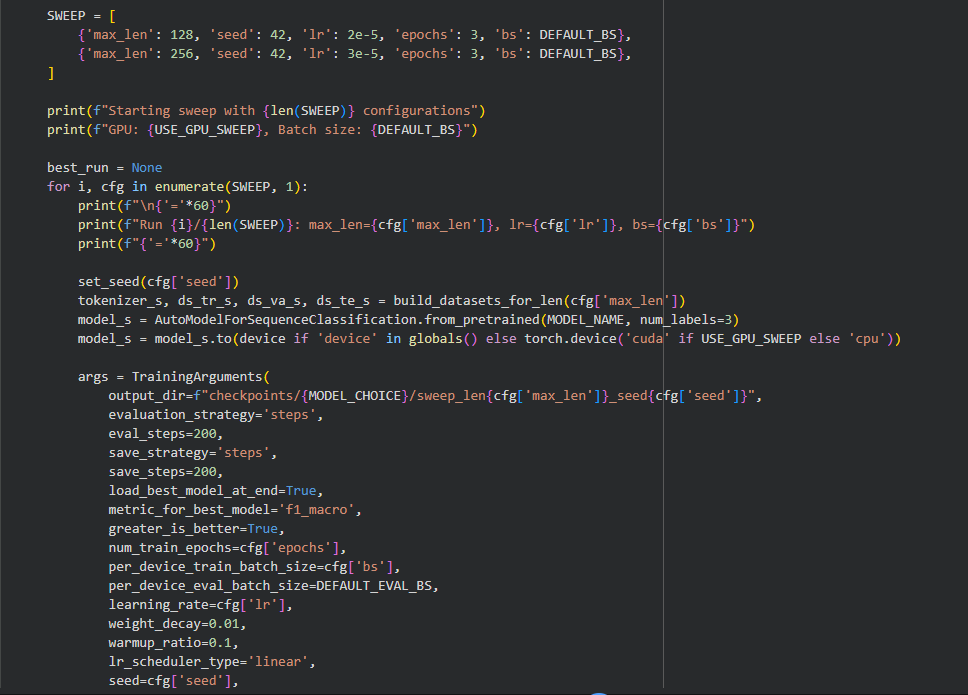 SWEEP = [
    {'max_len': 128, 'seed': 42, 'lr': 2e-5, 'epochs': 3, 'bs': DEFAULT_BS},
    {'max_len': 256, 'seed': 42, 'lr': 3e-5, 'epochs': 3, 'bs': DEFAULT_BS},
]

print(f"Starting sweep with {len(SWEEP)} configurations")
print(f"GPU: {USE_GPU_SWEEP}, Batch size: {DEFAULT_BS}")

best_run = None
for i, cfg in enumerate(SWEEP, 1):
    print(f"\n{'='*60}")
    print(f"Run {i}/{len(SWEEP)}: max_len={cfg['max_len']}, lr={cfg['lr']}, bs={cfg['bs']}")
    print(f"{'='*60}")

    set_seed(cfg['seed'])
    tokenizer_s, ds_tr_s, ds_va_s, ds_te_s = build_datasets_for_len(cfg['max_len'])
    model_s = AutoModelForSequenceClassification.from_pretrained(MODEL_NAME, num_labels=3)
    model_s = model_s.to(device if 'device' in globals() else torch.device('cuda' if USE_GPU_SWEEP else 'cpu'))

    args = TrainingArguments(
        output_dir=f"checkpoints/{MODEL_CHOICE}/sweep_len{cfg['max_len']}_seed{cfg['seed']}",
        evaluation_strategy='steps',
        eval_steps=200,
        save_strategy='steps',
        save_steps=200,
        load_best_model_at_end=True,
        metric_for_best_model='f1_macro',
        greater_is_better=True,
        num_train_epochs=cfg['epochs'],
        per_device_train_batch_size=cfg['bs'],
        per_device_eval_batch_size=DEFAULT_EVAL_BS,
        learning_rate=cfg['lr'],
        weight_decay=0.01,
        warmup_ratio=0.1,
        lr_scheduler_type='linear',
        seed=cfg['seed'],